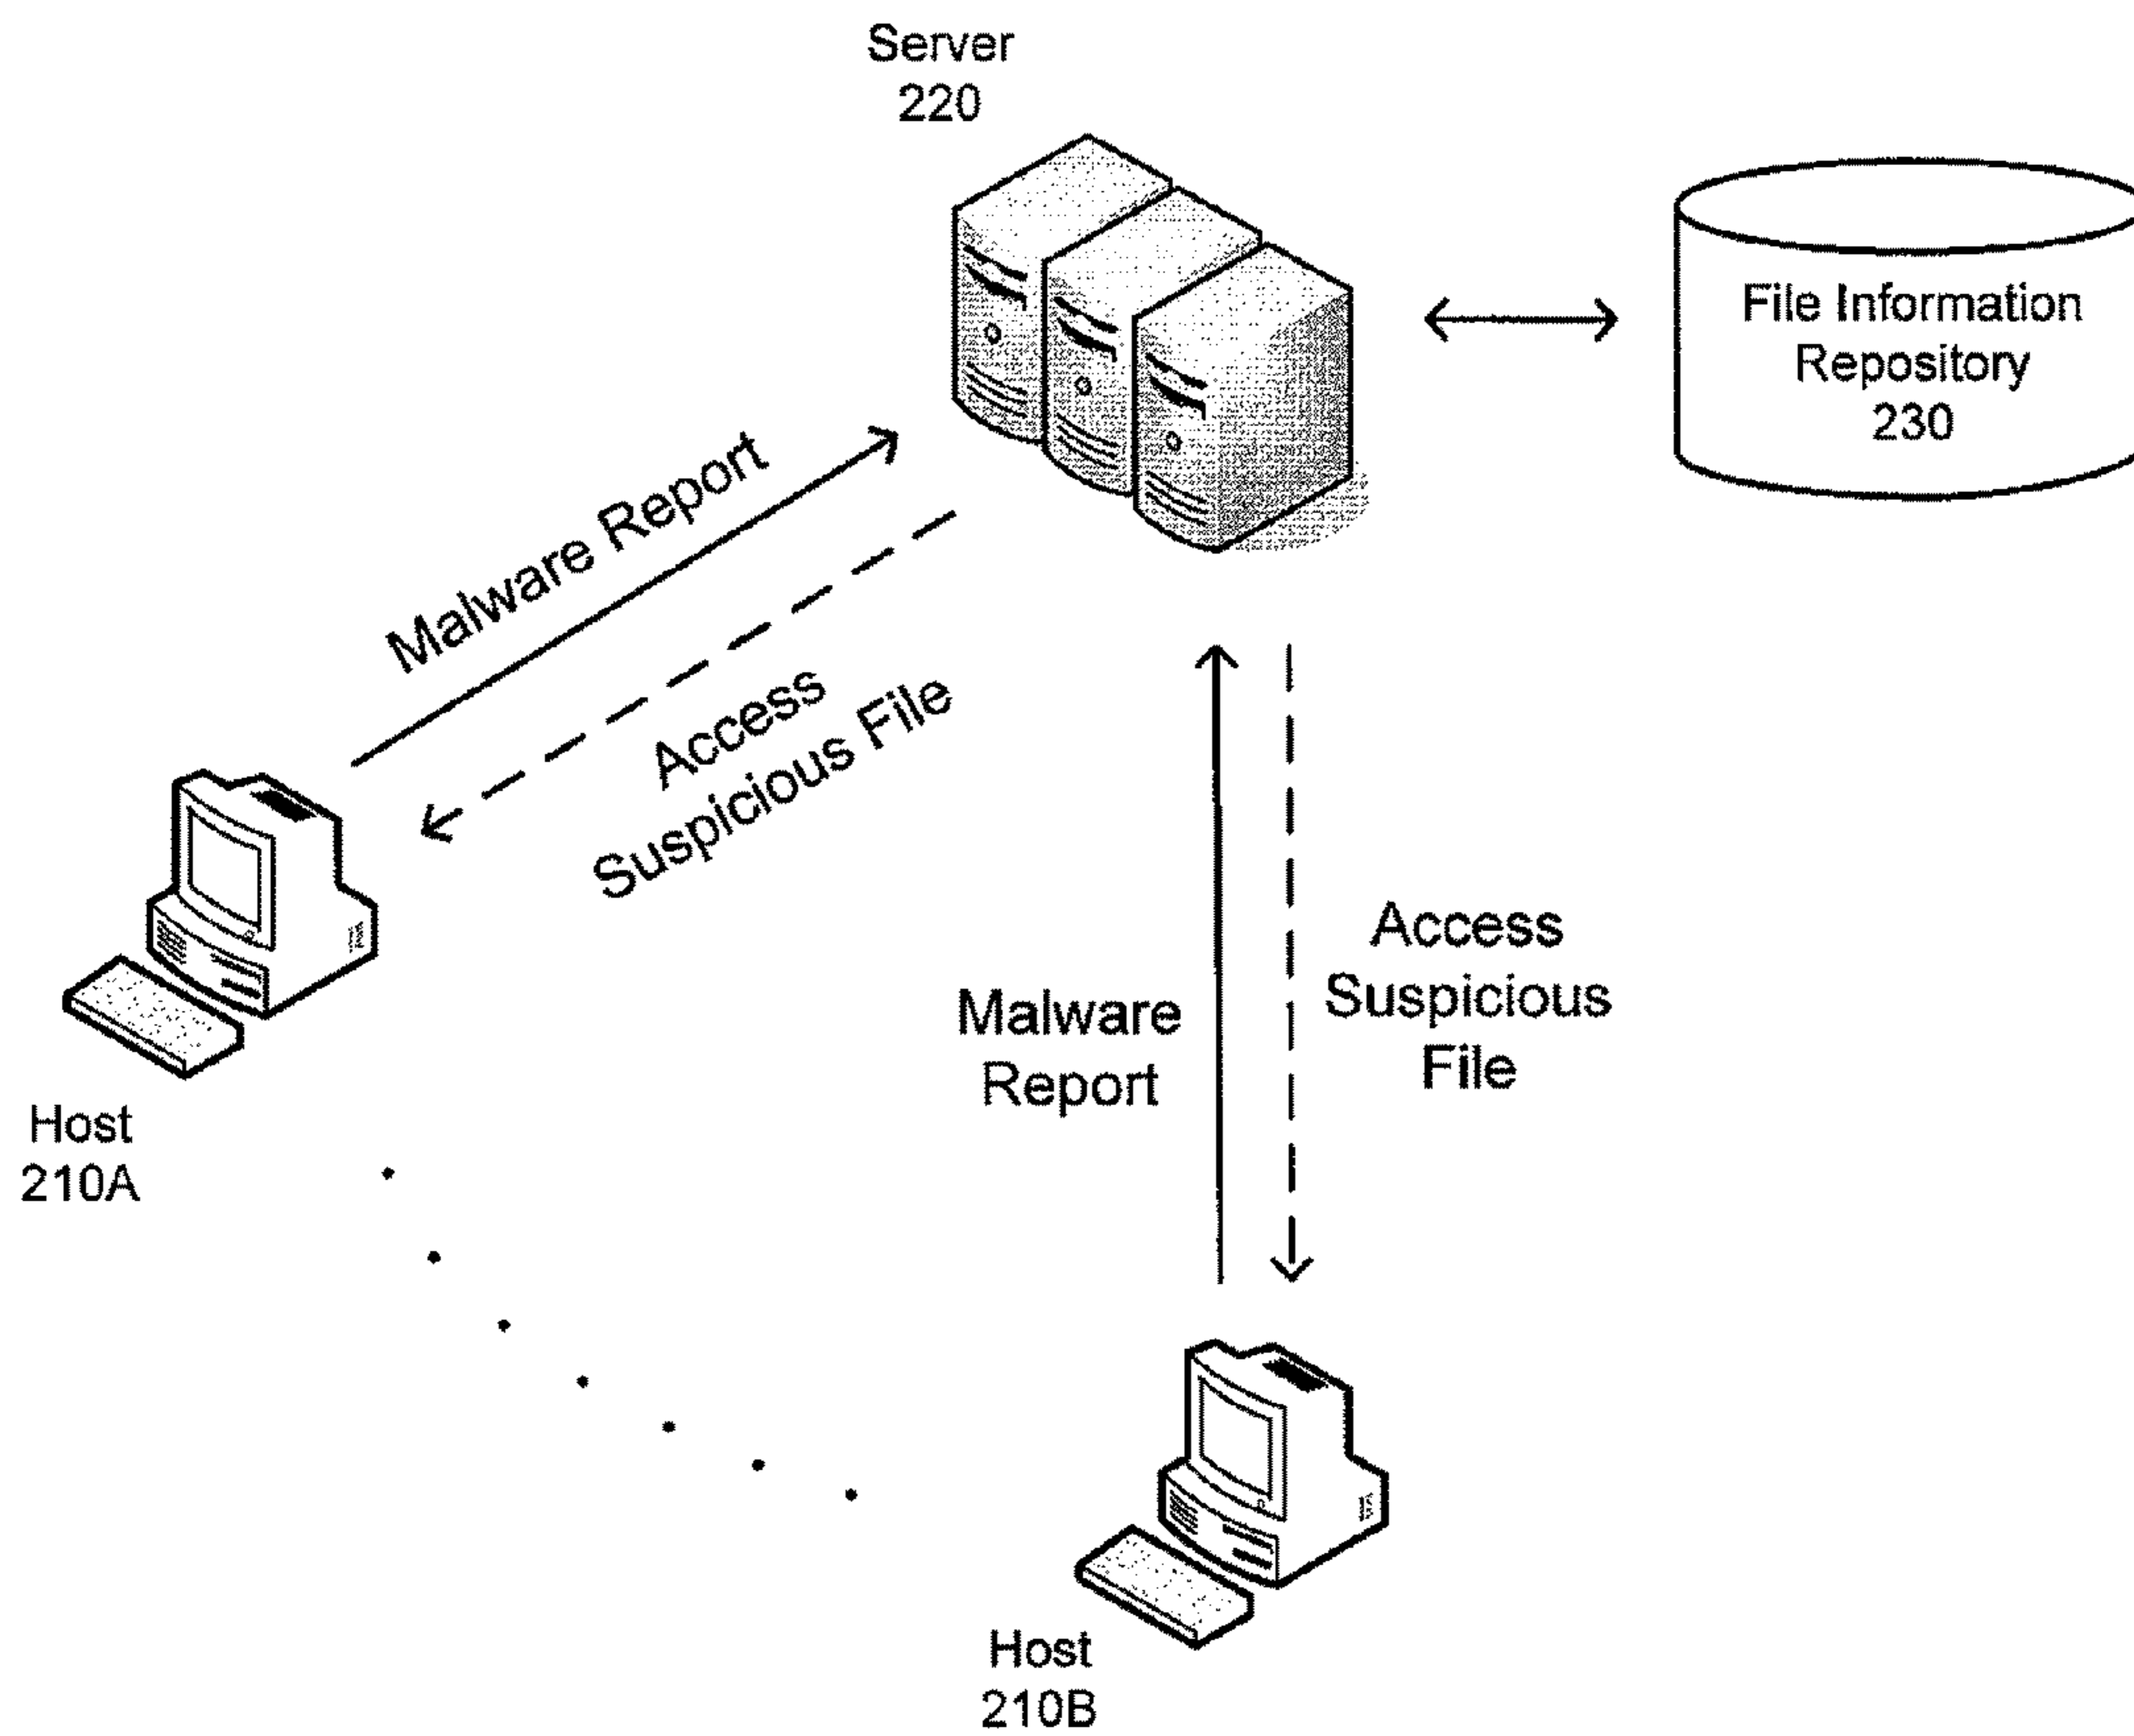 Server
220
File Information
Repository
230
Malware Report
Access
Suspicious File
Malware
Report
Access
Suspicious
File
Host
210A
Host
210B